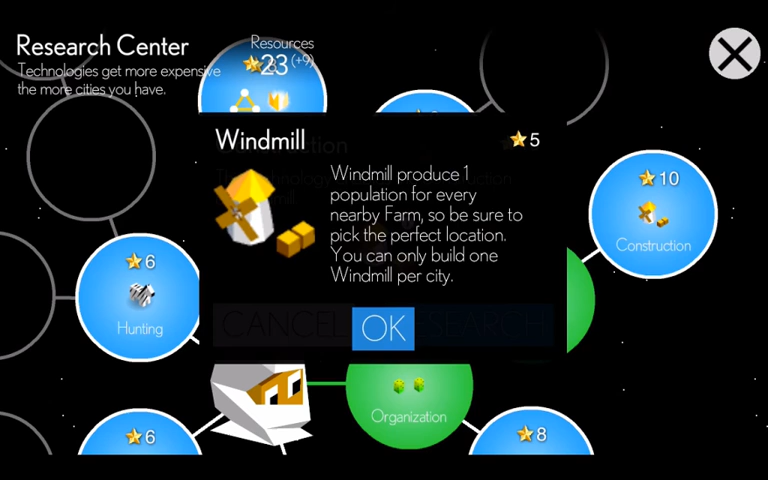 Research Center
Technologies get more expensive
the more cities you have.
Resources
23 (+9)
Windmill
5
Windmill produce 1
population for every
nearby Farm, so be sure to
pick the perfect location.
You can only build one
Windmill per city.
10
Construction
6
Hunting
CANCEL
OK
Organization
6
8